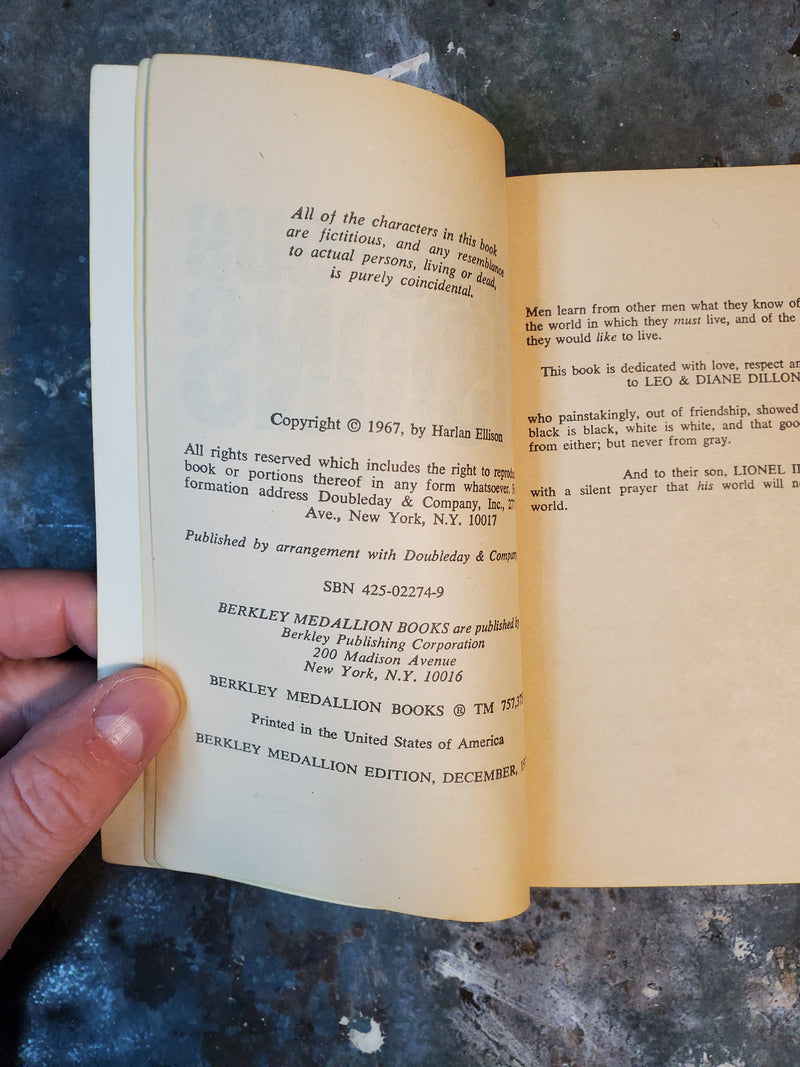 All of the characters in this book
are fictitious, and any resemblance
to actual persons, living or dead,
is purely coincidental.
Copyright © 1967, by Harlan Ellison
All rights reserved which includes the right to
book or portions thereof in any form whatsoever.
formation address Doubleday & Company, Inc.,
Ave., New York, N.Y. 10017
Published by arrangement with Doubleday &
SBN 425-02274-9
BERKLEY MEDALLION BOOKS are published by
Berkley Publishing Corporation
200 Madison Avenue
New York, N.Y. 10016
BERKLEY MEDALLION BOOKS ® TM
Printed in the United States of America
BERKLEY MEDALLION EDITION, DECEMBER,
Men learn from other men what they know of
the world in which they must live, and of the
they would like to live.
This book is dedicated with love, respect
to LEO & DIANE DILLON
who painstakingly, out of friendship, showed
black is black, white is white, and that
from either; but never from gray.
And to their son, LIONEL
with a silent prayer that his world will
world.